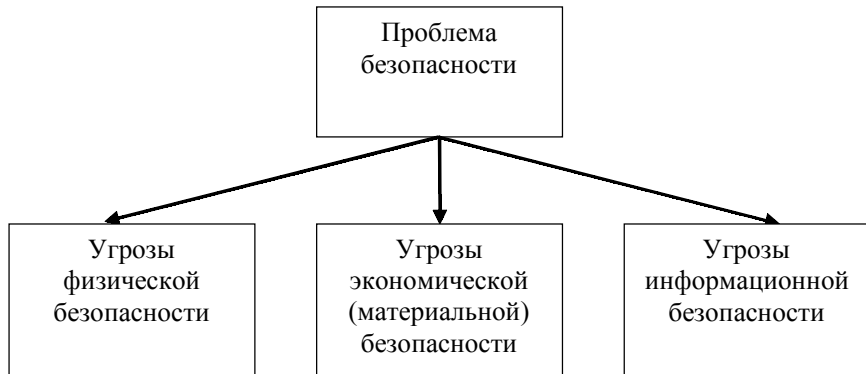 Проблема
безопасности
Угрозы
физической
безопасности
Угрозы
экономической
(материальной)
безопасности
Угрозы
информационной
безопасности